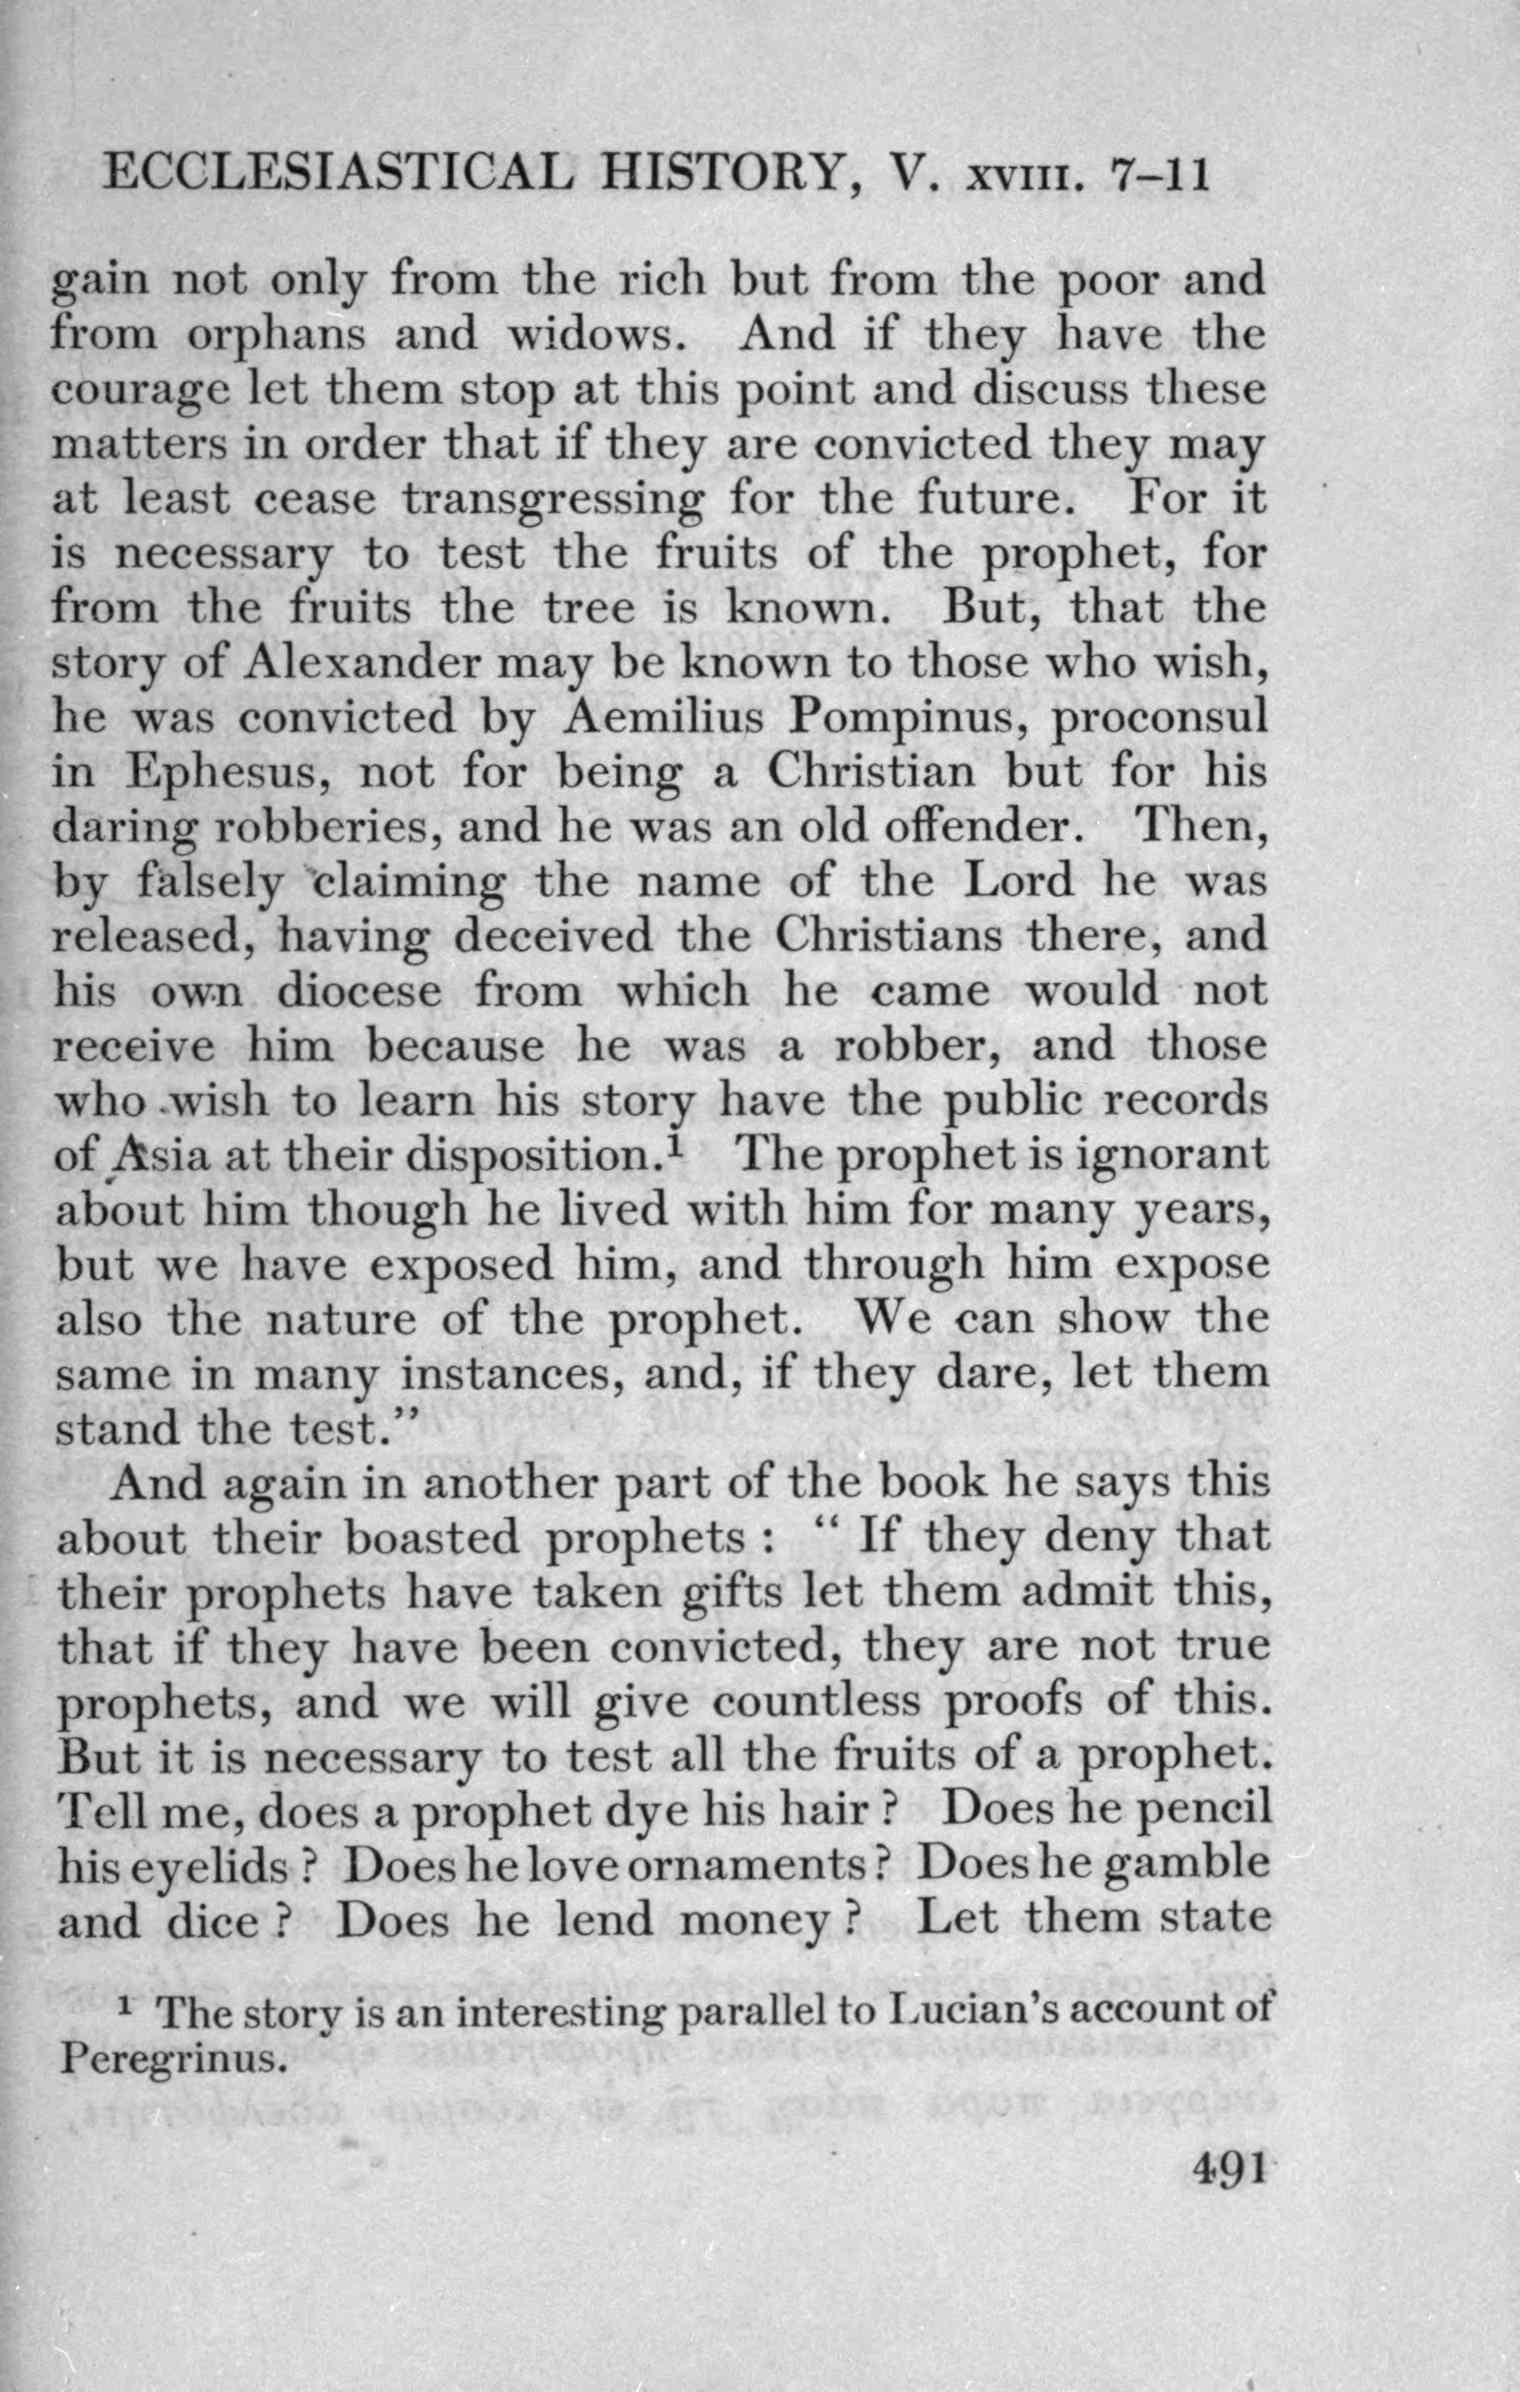 ECCLESIASTICAL HISTORY, V. XVIII. 7–11
gain not only from the rich but from the poor and
from orphans and widows. And if they have the
courage let them stop at this point and discuss these
matters in order that if they are convicted they may
at least cease transgressing for the future. For it
is necessary to test the fruits of the prophet, for
from the fruits the tree is known. But, that the
story of Alexander may be known to those who wish,
he was convicted by Aemilius Pompinus, proconsul
in Ephesus, not for being a Christian but for his
daring robberies, and he was an old offender. Then,
by falsely claiming the name of the Lord he was
released, having deceived the Christians there, and
his own diocese from which he came would not
receive him because he was a robber, and those
who wish to learn his story have the public records
of Asia at their disposition.¹ The prophet is ignorant
about him though he lived with him for many years,
but we have exposed him, and through him expose
also the nature of the prophet. We can show the
same in many instances, and, if they dare, let them
stand the test.”
And again in another part of the book he says this
about their boasted prophets : “ If they deny that
their prophets have taken gifts let them admit this,
that if they have been convicted, they are not true
prophets, and we will give countless proofs of this.
But it is necessary to test all the fruits of a prophet.
Tell me, does a prophet dye his hair ? Does he pencil
his eyelids ? Does he love ornaments ? Does he gamble
and dice ? Does he lend money ? Let them state
¹ The story is an interesting parallel to Lucian’s account of
Peregrinus.
491